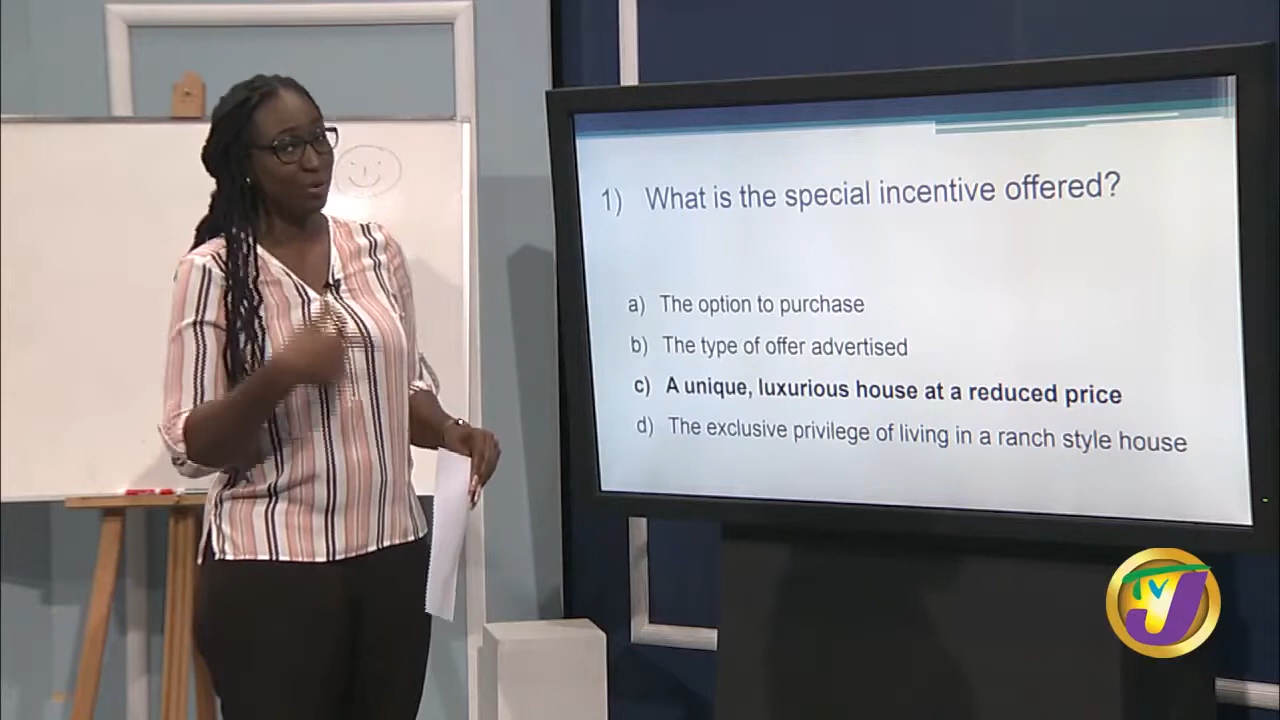 1) What is the special incentive offered?
a) The option to purchase
b) The type of offer advertised
c) A unique, luxurious house at a reduced price
d) The exclusive privilege of living in a ranch style house
TVJ